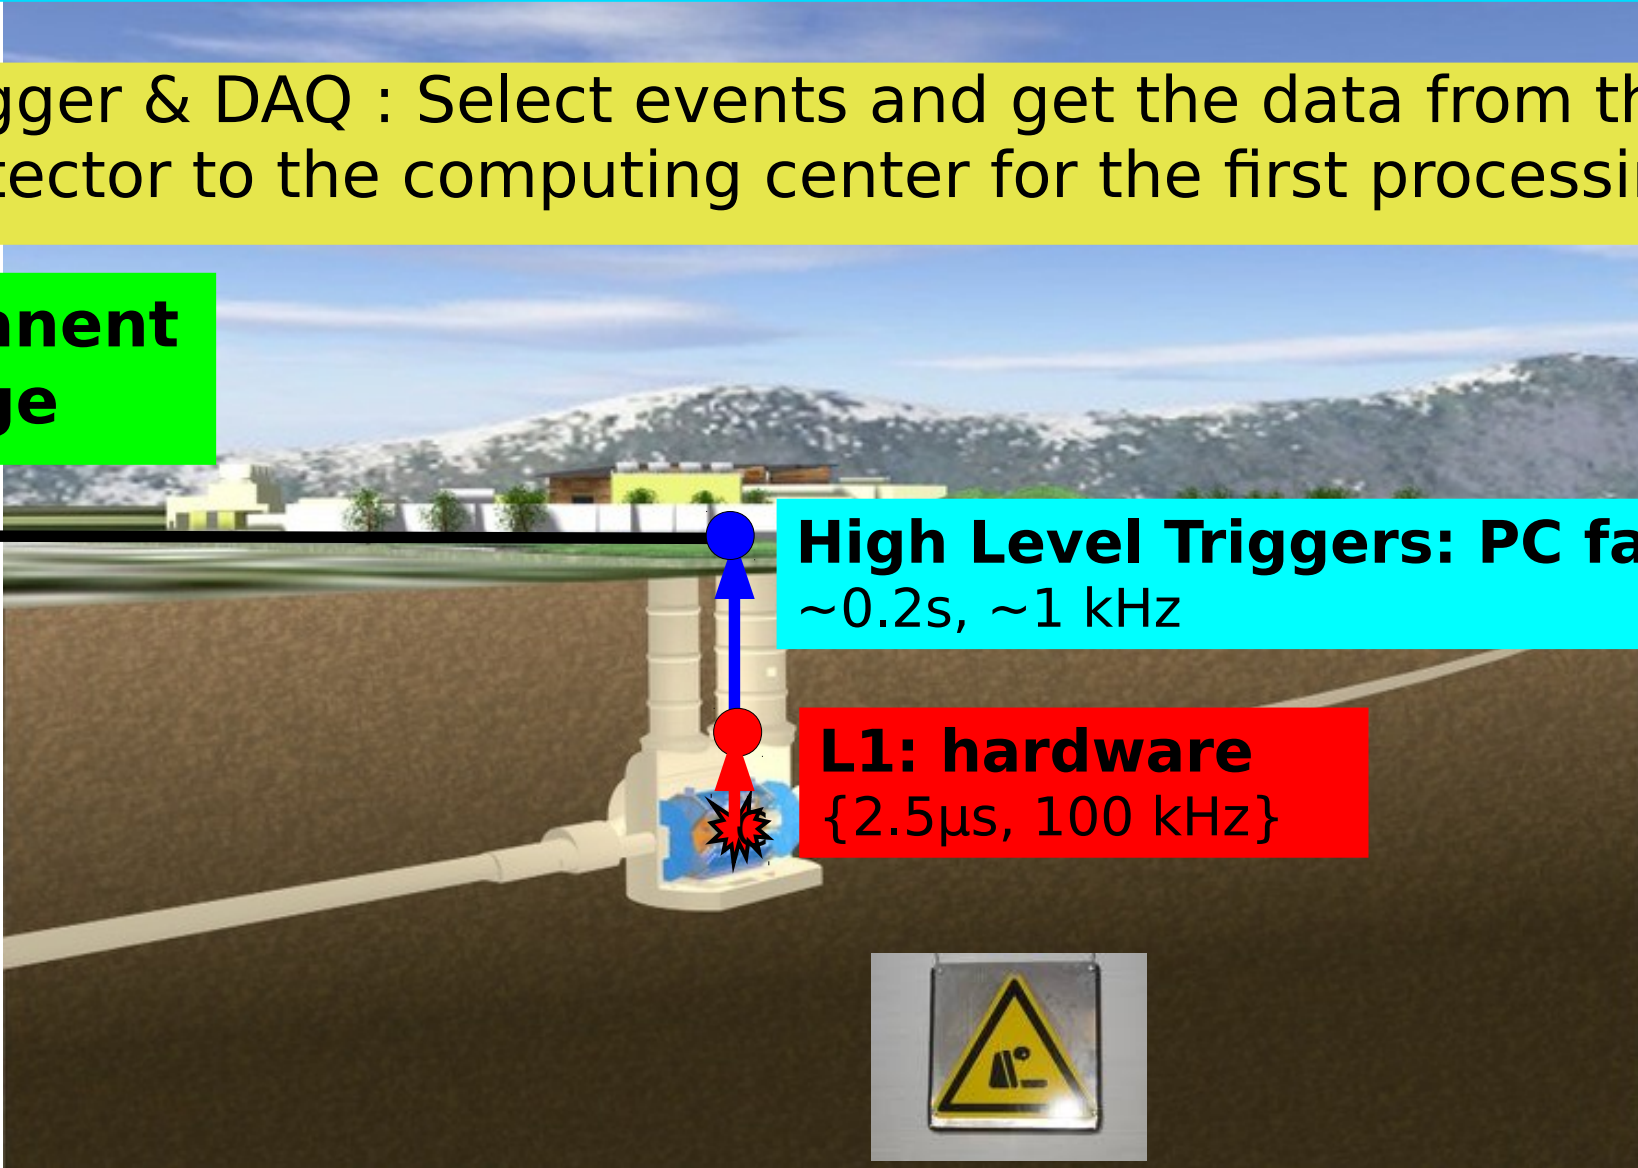 gger & DAQ : Select events and get the data from th
tector to the computing center for the first processi
nent
ge
High Level Triggers: PC fa
~0.2s, ~1 kHz
L1: hardware
{2.5µs, 100 kHz}